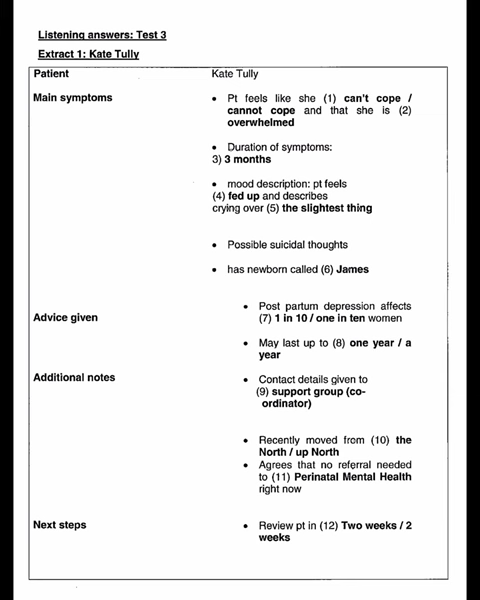 Listening answers: Test 3
Extract 1: Kate Tully
Patient Kate Tully
Main symptoms • Pt feels like she (1) can't cope /
cannot cope and that she is (2)
overwhelmed
• Duration of symptoms:
3) 3 months
• mood description: pt feels
(4) fed up and describes
crying over (5) the slightest thing
• Possible suicidal thoughts
• has newborn called (6) James
• Post partum depression affects
Advice given (7) 1 in 10 / one in ten women
• May last up to (8) one year / a
year
Additional notes • Contact details given to
(9) support group (co-
ordinator)
• Recently moved from (10) the
North / up North
• Agrees that no referral needed
to (11) Perinatal Mental Health
right now
Next steps • Review pt in (12) Two weeks / 2
weeks